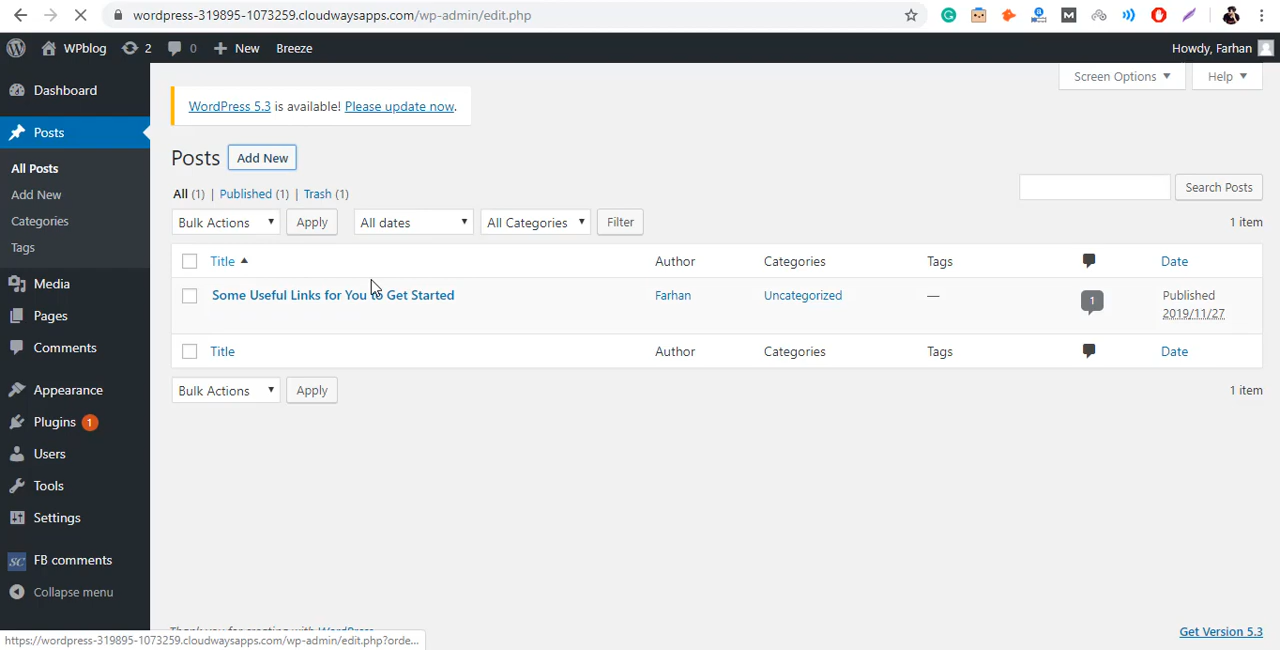 wordpress-319895-1073259.cloudwaysapps.com/wp-admin/edit.php
WPblog 2 0 New Breeze Howdy, Farhan
Screen Options Help
Dashboard
Posts
All Posts
Add New
Categories
Tags
Media
Pages
Comments
Appearance
Plugins 1
Users
Tools
Settings
FB comments
Collapse menu
WordPress 5.3 is available! Please update now.
Posts Add New
All (1) | Published (1) | Trash (1)
Search Posts
Bulk Actions Apply All dates All Categories Filter 1 item
Title Author Categories Tags Date
Some Useful Links for You to Get Started Farhan Uncategorized — 1 Published
2019/11/27
Title Author Categories Tags Date
Bulk Actions Apply 1 item
Thank you for creating with WordPress.
Get Version 5.3
https://wordpress-319895-1073259.cloudwaysapps.com/wp-admin/edit.php?orde...